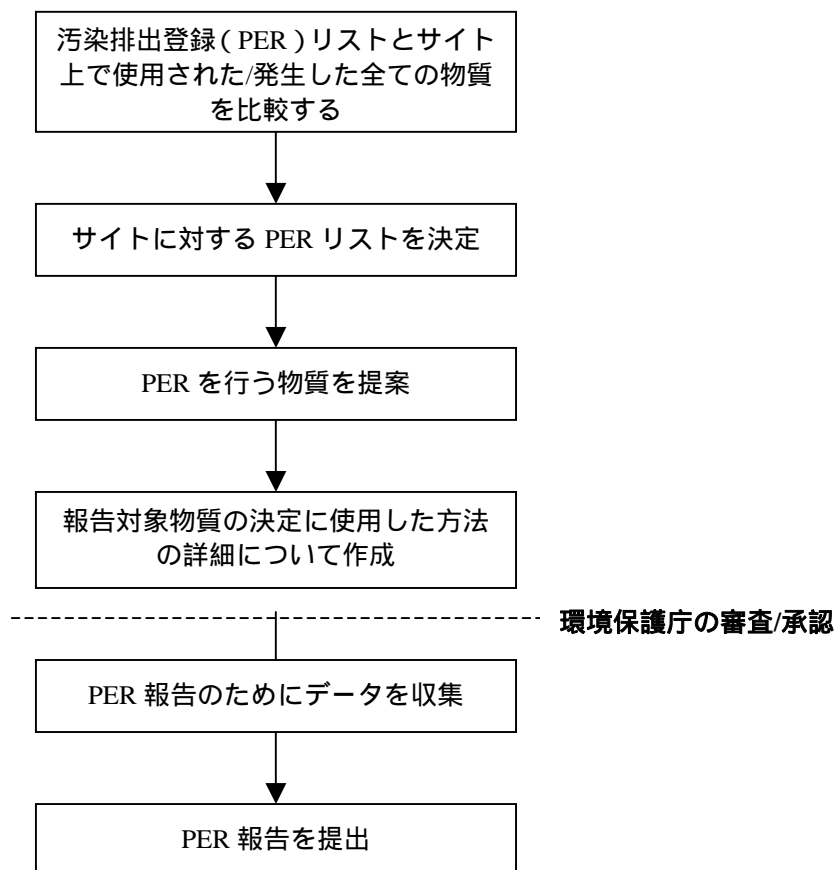 汚染排出登録（PER）リストとサイト
上で使用された/発生した全ての物質
を比較する
サイトに対する PER リストを決定
PER を行う物質を提案
報告対象物質の決定に使用した方法
の詳細について作成
環境保護庁の審査/承認
PER 報告のためにデータを収集
PER 報告を提出